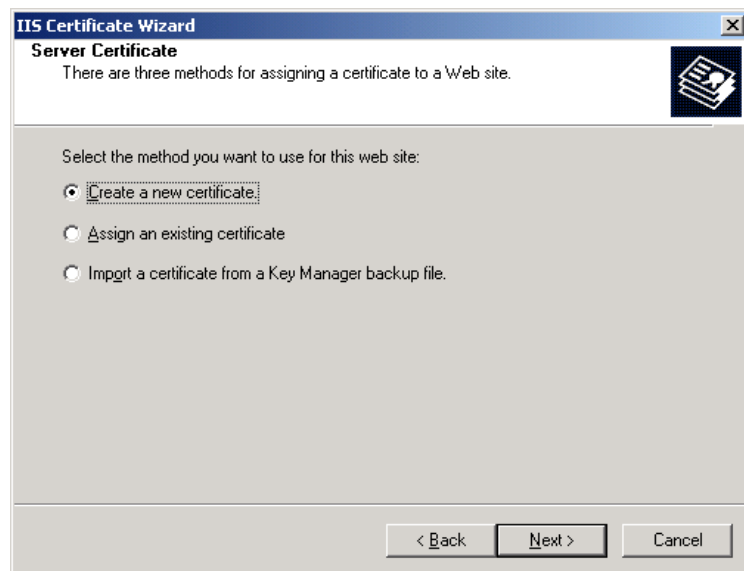 IIS Certificate Wizard
Server Certificate
There are three methods for assigning a certificate to a Web site.
Select the method you want to use for this web site:
Create a new certificate.
Assign an existing certificate
Import a certificate from a Key Manager backup file.
< Back
Next >
Cancel